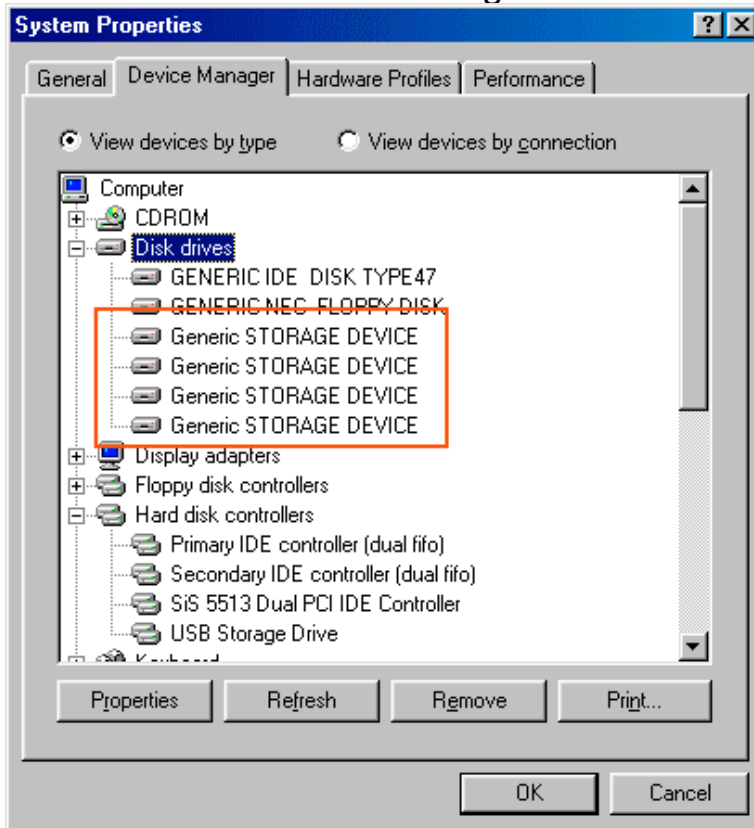 System Properties
General Device Manager Hardware Profiles Performance
View devices by type View devices by connection
Computer
CDROM
Disk drives
GENERIC IDE DISK TYPE47
GENERIC NEC FLOPPY DISK
Generic STORAGE DEVICE
Generic STORAGE DEVICE
Generic STORAGE DEVICE
Generic STORAGE DEVICE
Display adapters
Floppy disk controllers
Hard disk controllers
Primary IDE controller (dual fifo)
Secondary IDE controller (dual fifo)
SiS 5513 Dual PCI IDE Controller
USB Storage Drive
Keyboard
Properties Refresh Remove Print...
OK Cancel